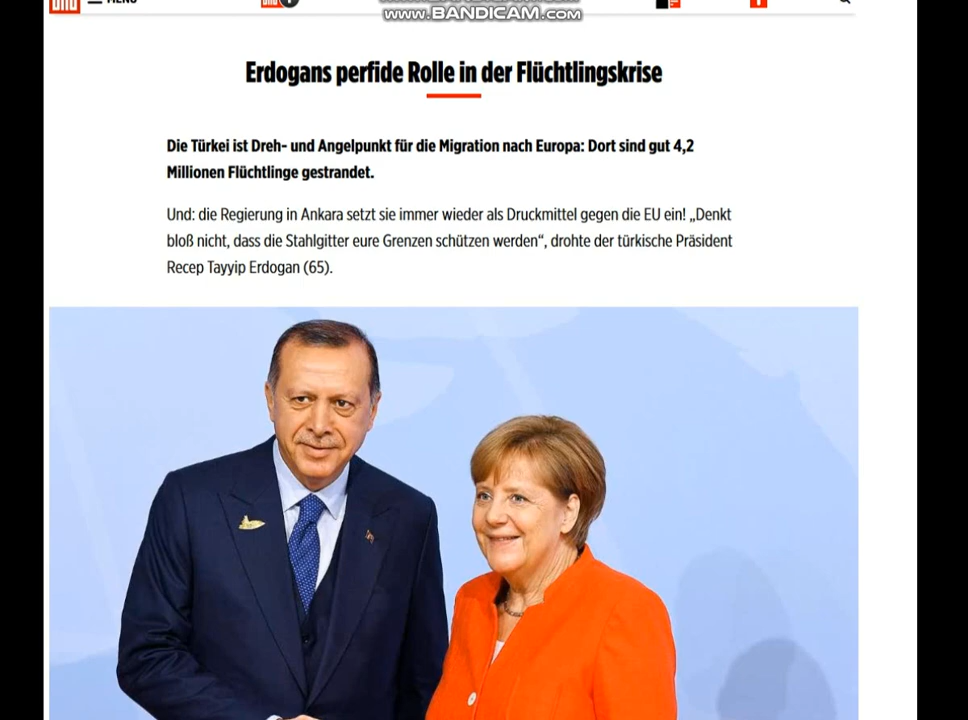 Bild
MENÜ
www.BANDICAM.com
Erdogans perfide Rolle in der Flüchtlingskrise
Die Türkei ist Dreh- und Angelpunkt für die Migration nach Europa: Dort sind gut 4,2
Millionen Flüchtlinge gestrandet.
Und: die Regierung in Ankara setzt sie immer wieder als Druckmittel gegen die EU ein! „Denkt
bloß nicht, dass die Stahlgitter eure Grenzen schützen werden“, drohte der türkische Präsident
Recep Tayyip Erdogan (65).